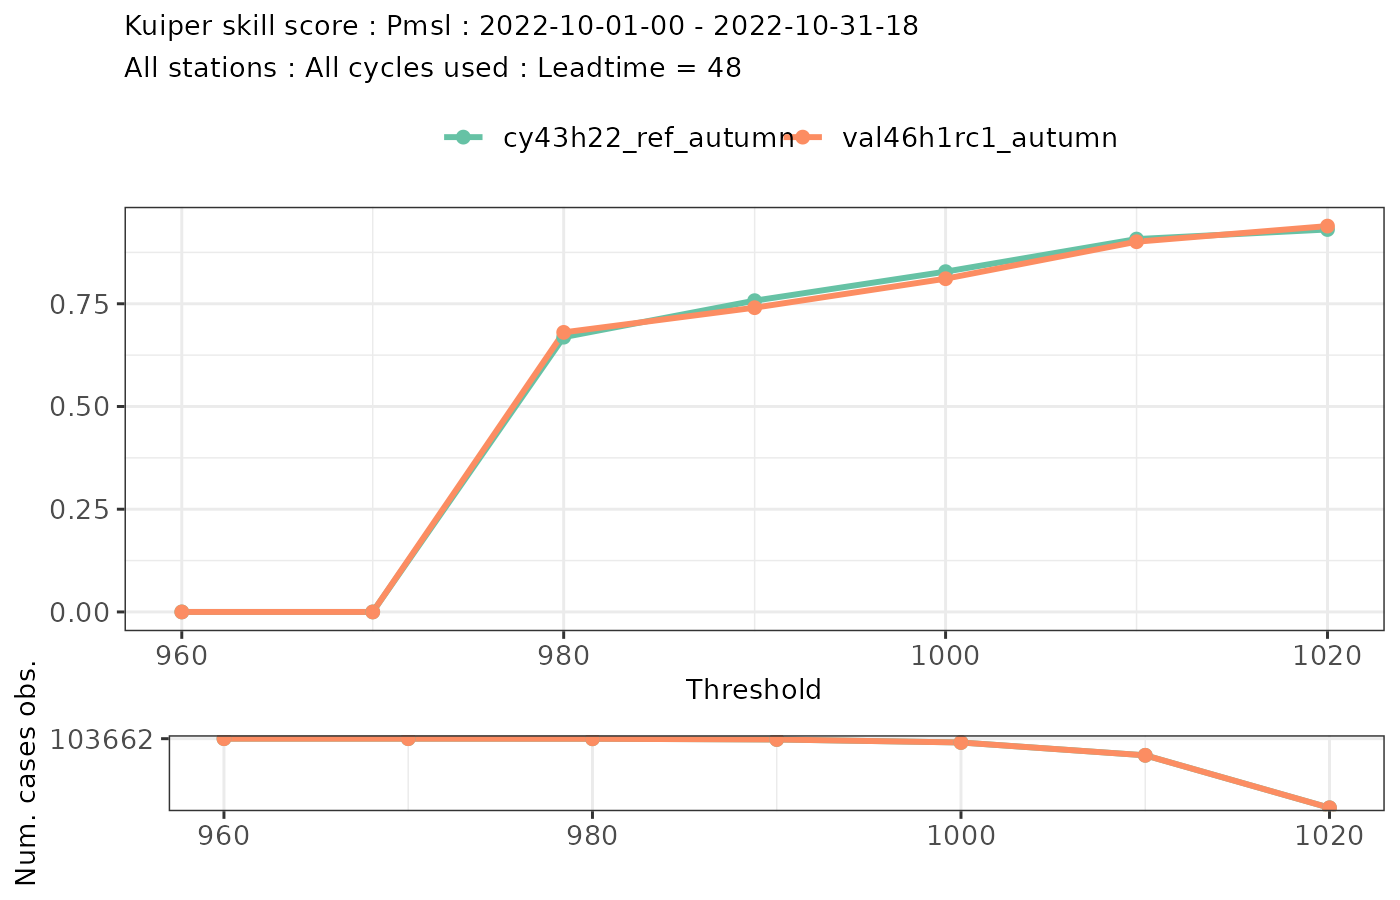 Kuiper skill score : Pmsl : 2022-10-01-00 - 2022-10-31-18
All stations : All cycles used : Leadtime = 48
cy43h22_ref_autumn val46h1rc1_autumn
0.75
0.50
0.25
0.00
960 980 1000 1020
Threshold
Num. cases obs.
103662
960 980 1000 1020